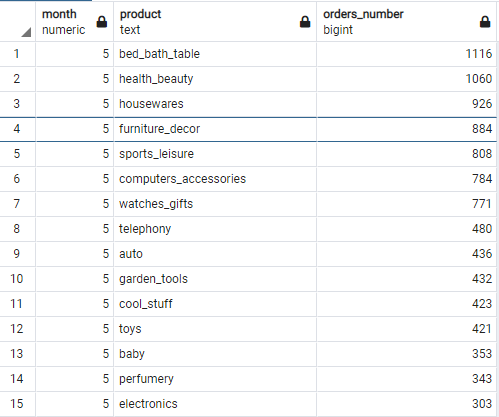 month product orders_number
numeric text bigint
1 5 bed_bath_table 1116
2 5 health_beauty 1060
3 5 housewares 926
4 5 furniture_decor 884
5 5 sports_leisure 808
6 5 computers_accessories 784
7 5 watches_gifts 771
8 5 telephony 480
9 5 auto 436
10 5 garden_tools 432
11 5 cool_stuff 423
12 5 toys 421
13 5 baby 353
14 5 perfumery 343
15 5 electronics 303